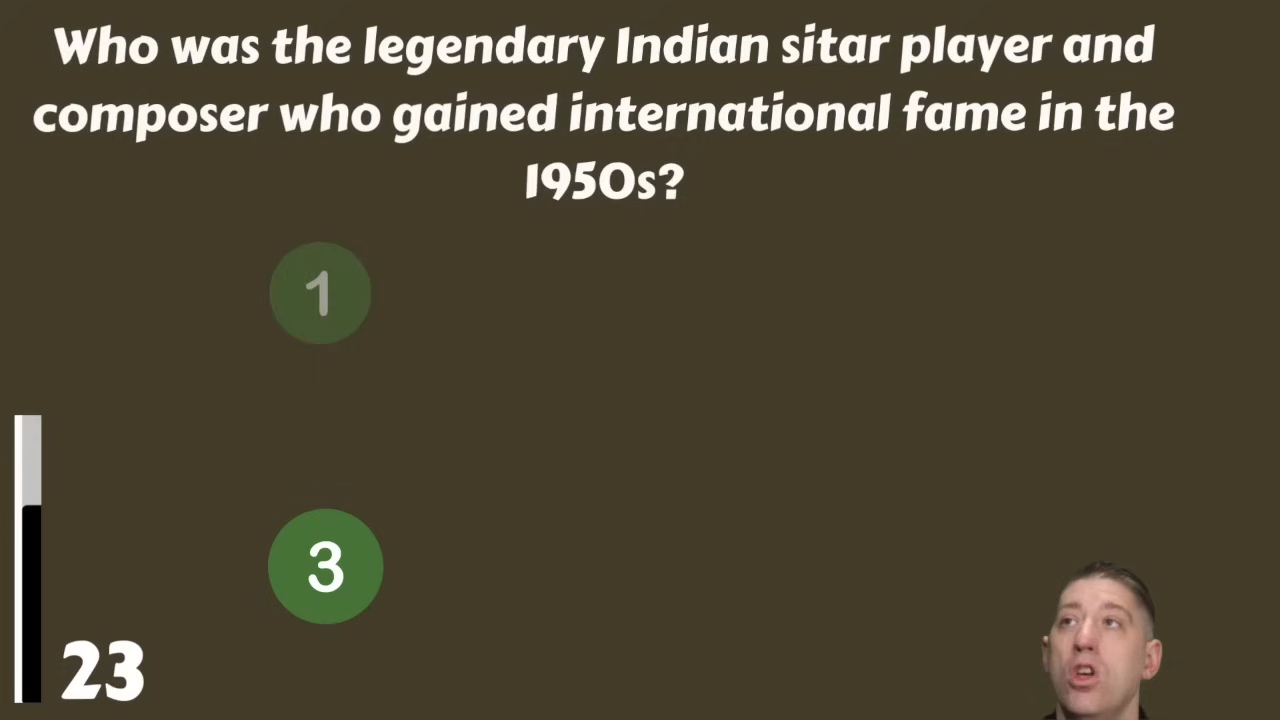 Who was the legendary Indian sitar player and
composer who gained international fame in the
1950s?
1
3
23